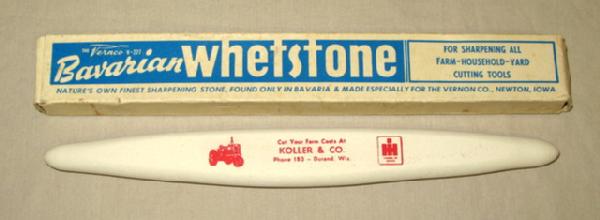 THE Vernco V-277
Bavarian Whetstone
FOR SHARPENING ALL
FARM-HOUSEHOLD-YARD
CUTTING TOOLS
NATURE'S OWN FINEST SHARPENING STONE, FOUND ONLY IN BAVARIA & MADE ESPECIALLY FOR THE VERNON CO., NEWTON, IOWA
Cut Your Farm Costs At
KOLLER & CO.
Phone 183 - Durand, Wis.
IH